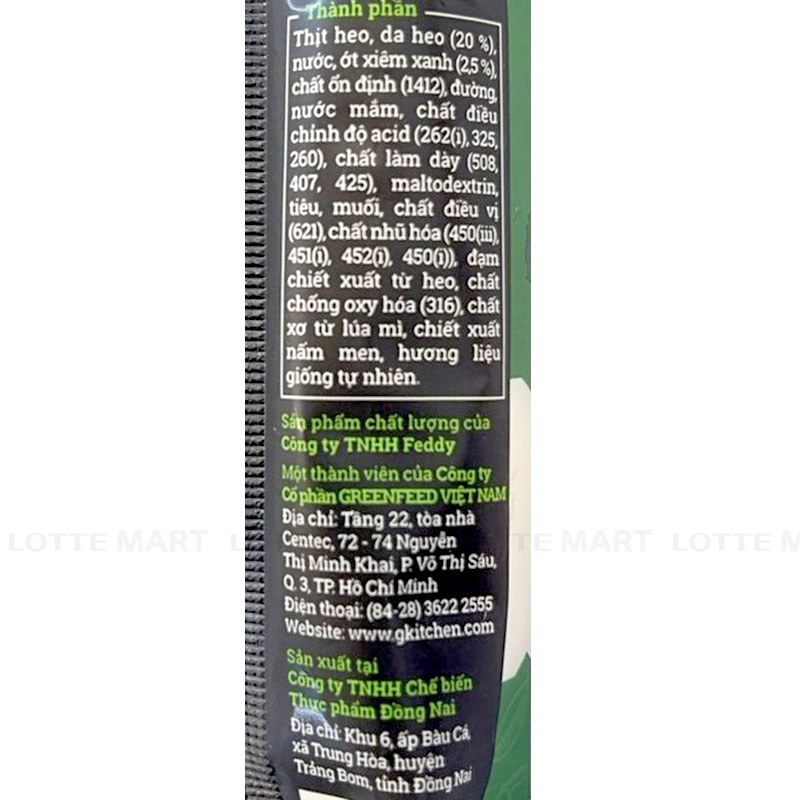 Thành phần
Thịt heo, da heo (20 %),
nước, ớt xiêm xanh (2,5 %),
chất ổn định (1412), đường,
nước mắm, chất điều
chỉnh độ acid (262(i), 325,
260), chất làm dày (508,
407, 425), maltodextrin,
tiêu, muối, chất điều vị
(621), chất nhũ hóa (450(iii),
451(i), 452(i), 450(i)), đạm
chiết xuất từ heo, chất
chống oxy hóa (316), chất
xơ từ lúa mì, chiết xuất
nấm men, hương liệu
giống tự nhiên.
Sản phẩm chất lượng của
Công ty TNHH Feddy
Một thành viên của Công ty
Cổ phần GREENFEED VIỆT NAM
Địa chỉ: Tầng 22, tòa nhà
Centec, 72 - 74 Nguyễn
Thị Minh Khai, P. Võ Thị Sáu,
Q. 3, TP. Hồ Chí Minh
Điện thoại: (84-28) 3622 2555
Website: www.gkitchen.com
Sản xuất tại
Công ty TNHH Chế biến
Thực phẩm Đồng Nai
Địa chỉ: Khu 6, ấp Bàu Cá,
xã Trung Hòa, huyện
Trảng Bom, tỉnh Đồng Nai
LOTTE MART LOTTE MART LOTTE M